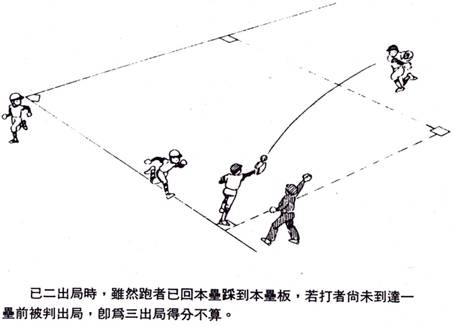 已二出局時，雖然跑者已回本壘踩到本壘板，若打者尚未到達一
壘前被判出局，卽爲三出局得分不算。